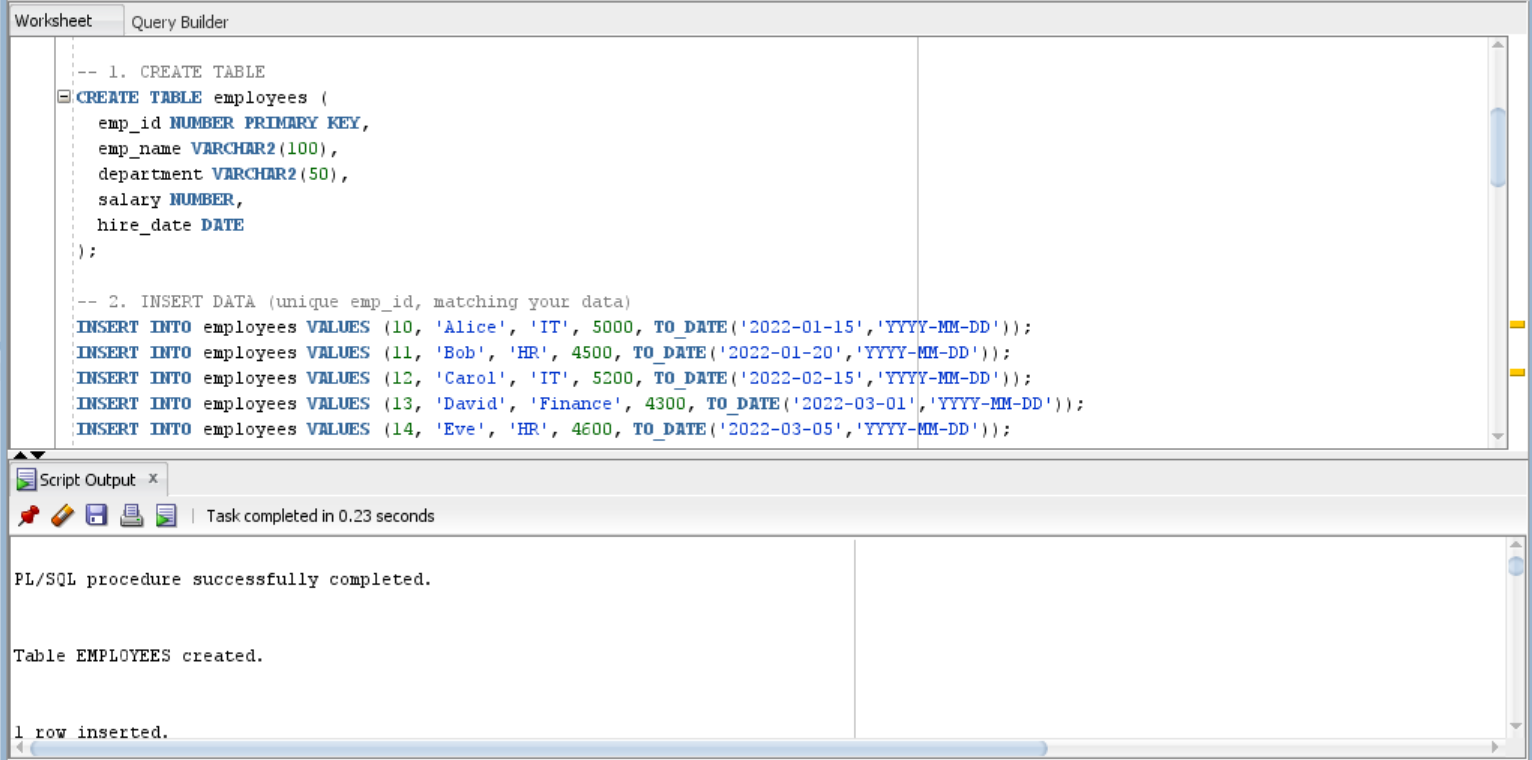 Worksheet Query Builder
-- 1. CREATE TABLE
CREATE TABLE employees (
emp_id NUMBER PRIMARY KEY,
emp_name VARCHAR2(100),
department VARCHAR2(50),
salary NUMBER,
hire_date DATE
);
-- 2. INSERT DATA (unique emp_id, matching your data)
INSERT INTO employees VALUES (10, 'Alice', 'IT', 5000, TO_DATE('2022-01-15','YYYY-MM-DD'));
INSERT INTO employees VALUES (11, 'Bob', 'HR', 4500, TO_DATE('2022-01-20','YYYY-MM-DD'));
INSERT INTO employees VALUES (12, 'Carol', 'IT', 5200, TO_DATE('2022-02-15','YYYY-MM-DD'));
INSERT INTO employees VALUES (13, 'David', 'Finance', 4300, TO_DATE('2022-03-01','YYYY-MM-DD'));
INSERT INTO employees VALUES (14, 'Eve', 'HR', 4600, TO_DATE('2022-03-05','YYYY-MM-DD'));
Script Output x
| Task completed in 0.23 seconds
PL/SQL procedure successfully completed.
Table EMPLOYEES created.
1 row inserted.